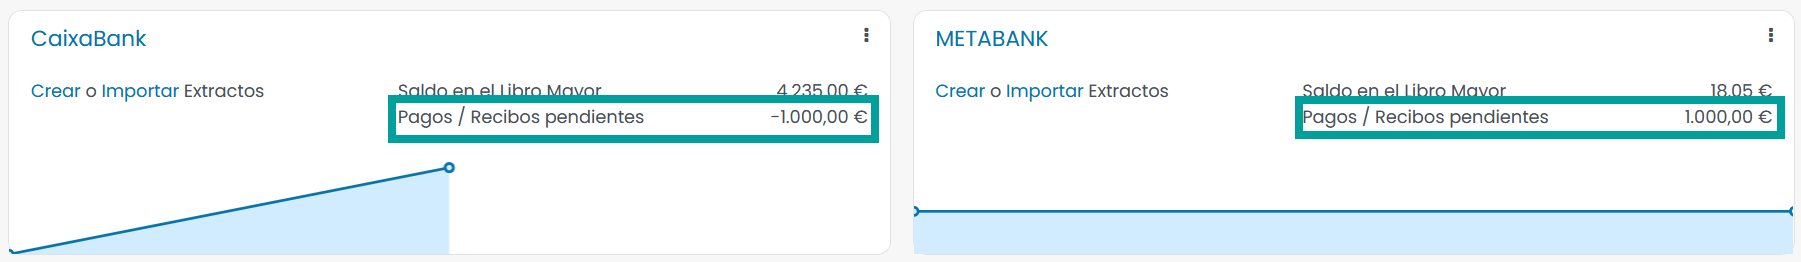 CaixaBank
Crear o Importar Extractos
Saldo en el Libro Mayor 4.235,00 €
Pagos / Recibos pendientes -1.000,00 €
METABANK
Crear o Importar Extractos
Saldo en el Libro Mayor 18,05 €
Pagos / Recibos pendientes 1.000,00 €